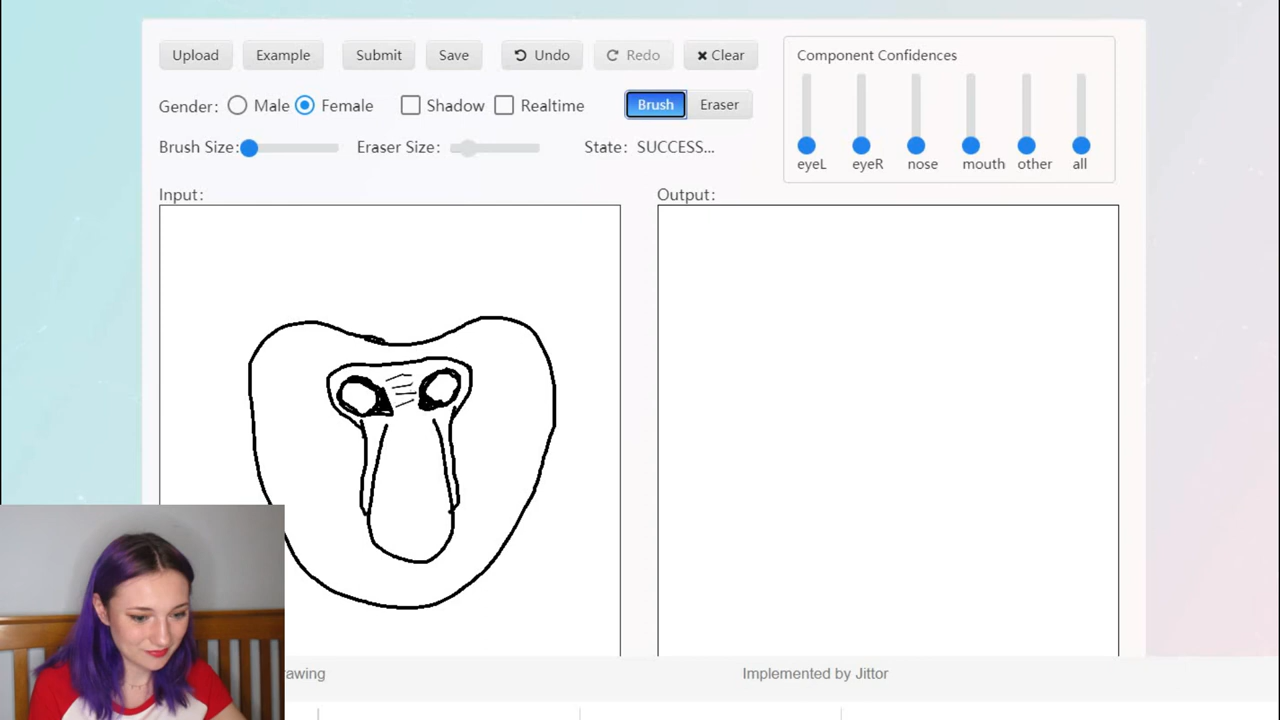 Upload Example Submit Save Undo Redo Clear
Gender: Male Female Shadow Realtime Brush Eraser
Brush Size: Eraser Size: State: SUCCESS...
Component Confidences
eyeL eyeR nose mouth other all
Input:
Output:
rawing
Implemented by Jittor